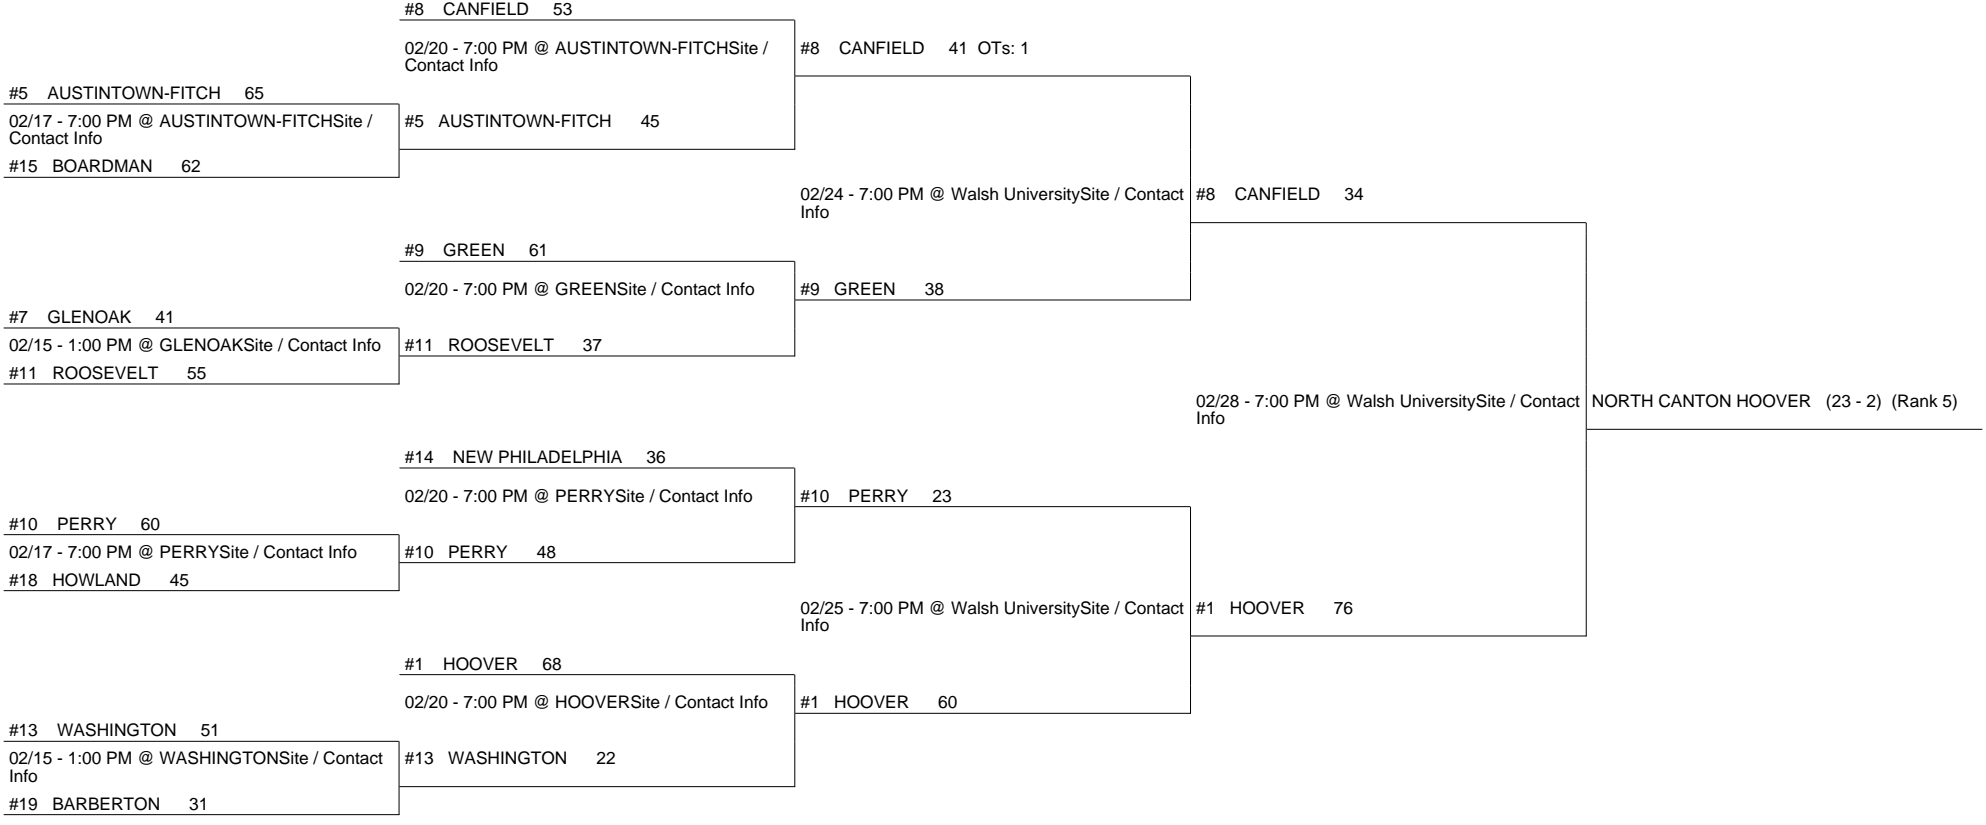 #8 CANFIELD 53
02/20 - 7:00 PM @ AUSTINTOWN-FITCHSite /
Contact Info
#8 CANFIELD 41 OTs: 1
#5 AUSTINTOWN-FITCH 65
02/17 - 7:00 PM @ AUSTINTOWN-FITCHSite /
Contact Info
#5 AUSTINTOWN-FITCH 45
#15 BOARDMAN 62
02/24 - 7:00 PM @ Walsh UniversitySite / Contact
Info
#8 CANFIELD 34
#9 GREEN 61
02/20 - 7:00 PM @ GREENSite / Contact Info
#9 GREEN 38
#7 GLENOAK 41
02/15 - 1:00 PM @ GLENOAKSite / Contact Info
#11 ROOSEVELT 37
#11 ROOSEVELT 55
02/28 - 7:00 PM @ Walsh UniversitySite / Contact
Info
NORTH CANTON HOOVER (23 - 2) (Rank 5)
#14 NEW PHILADELPHIA 36
02/20 - 7:00 PM @ PERRYSite / Contact Info
#10 PERRY 23
#10 PERRY 60
02/17 - 7:00 PM @ PERRYSite / Contact Info
#10 PERRY 48
#18 HOWLAND 45
02/25 - 7:00 PM @ Walsh UniversitySite / Contact
Info
#1 HOOVER 76
#1 HOOVER 68
02/20 - 7:00 PM @ HOOVERSite / Contact Info
#1 HOOVER 60
#13 WASHINGTON 51
02/15 - 1:00 PM @ WASHINGTONSite / Contact
Info
#13 WASHINGTON 22
#19 BARBERTON 31